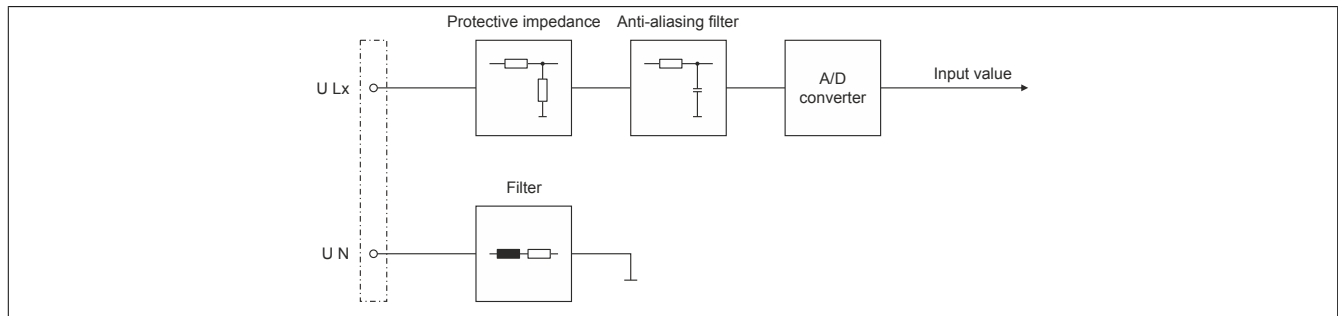 Protective impedance
Anti-aliasing filter
U Lx
A/D
converter
Input value
Filter
U N